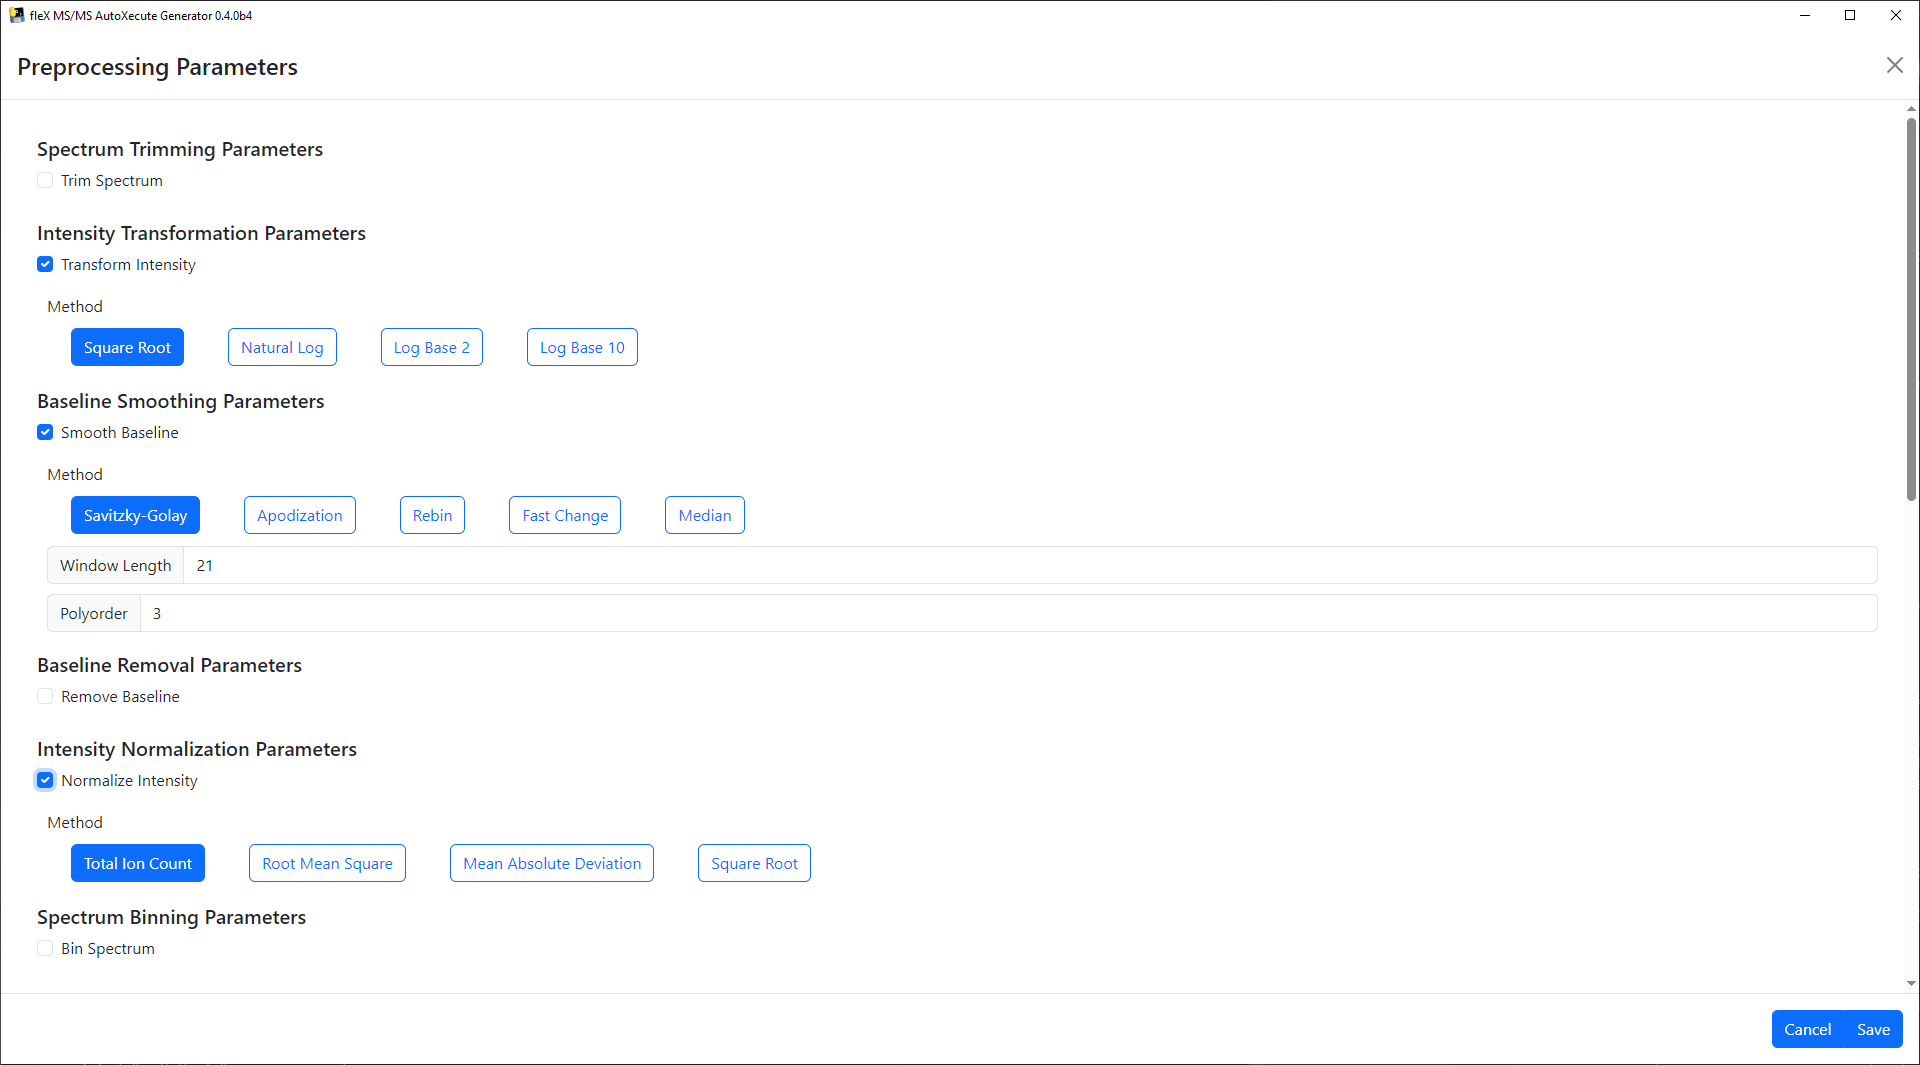 fleX MS/MS AutoXecute Generator 0.4.0b4
Preprocessing Parameters
Spectrum Trimming Parameters
Trim Spectrum
Intensity Transformation Parameters
Transform Intensity
Method
Square Root Natural Log Log Base 2 Log Base 10
Baseline Smoothing Parameters
Smooth Baseline
Method
Savitzky-Golay Apodization Rebin Fast Change Median
Window Length 21
Polyorder 3
Baseline Removal Parameters
Remove Baseline
Intensity Normalization Parameters
Normalize Intensity
Method
Total Ion Count Root Mean Square Mean Absolute Deviation Square Root
Spectrum Binning Parameters
Bin Spectrum
Cancel Save